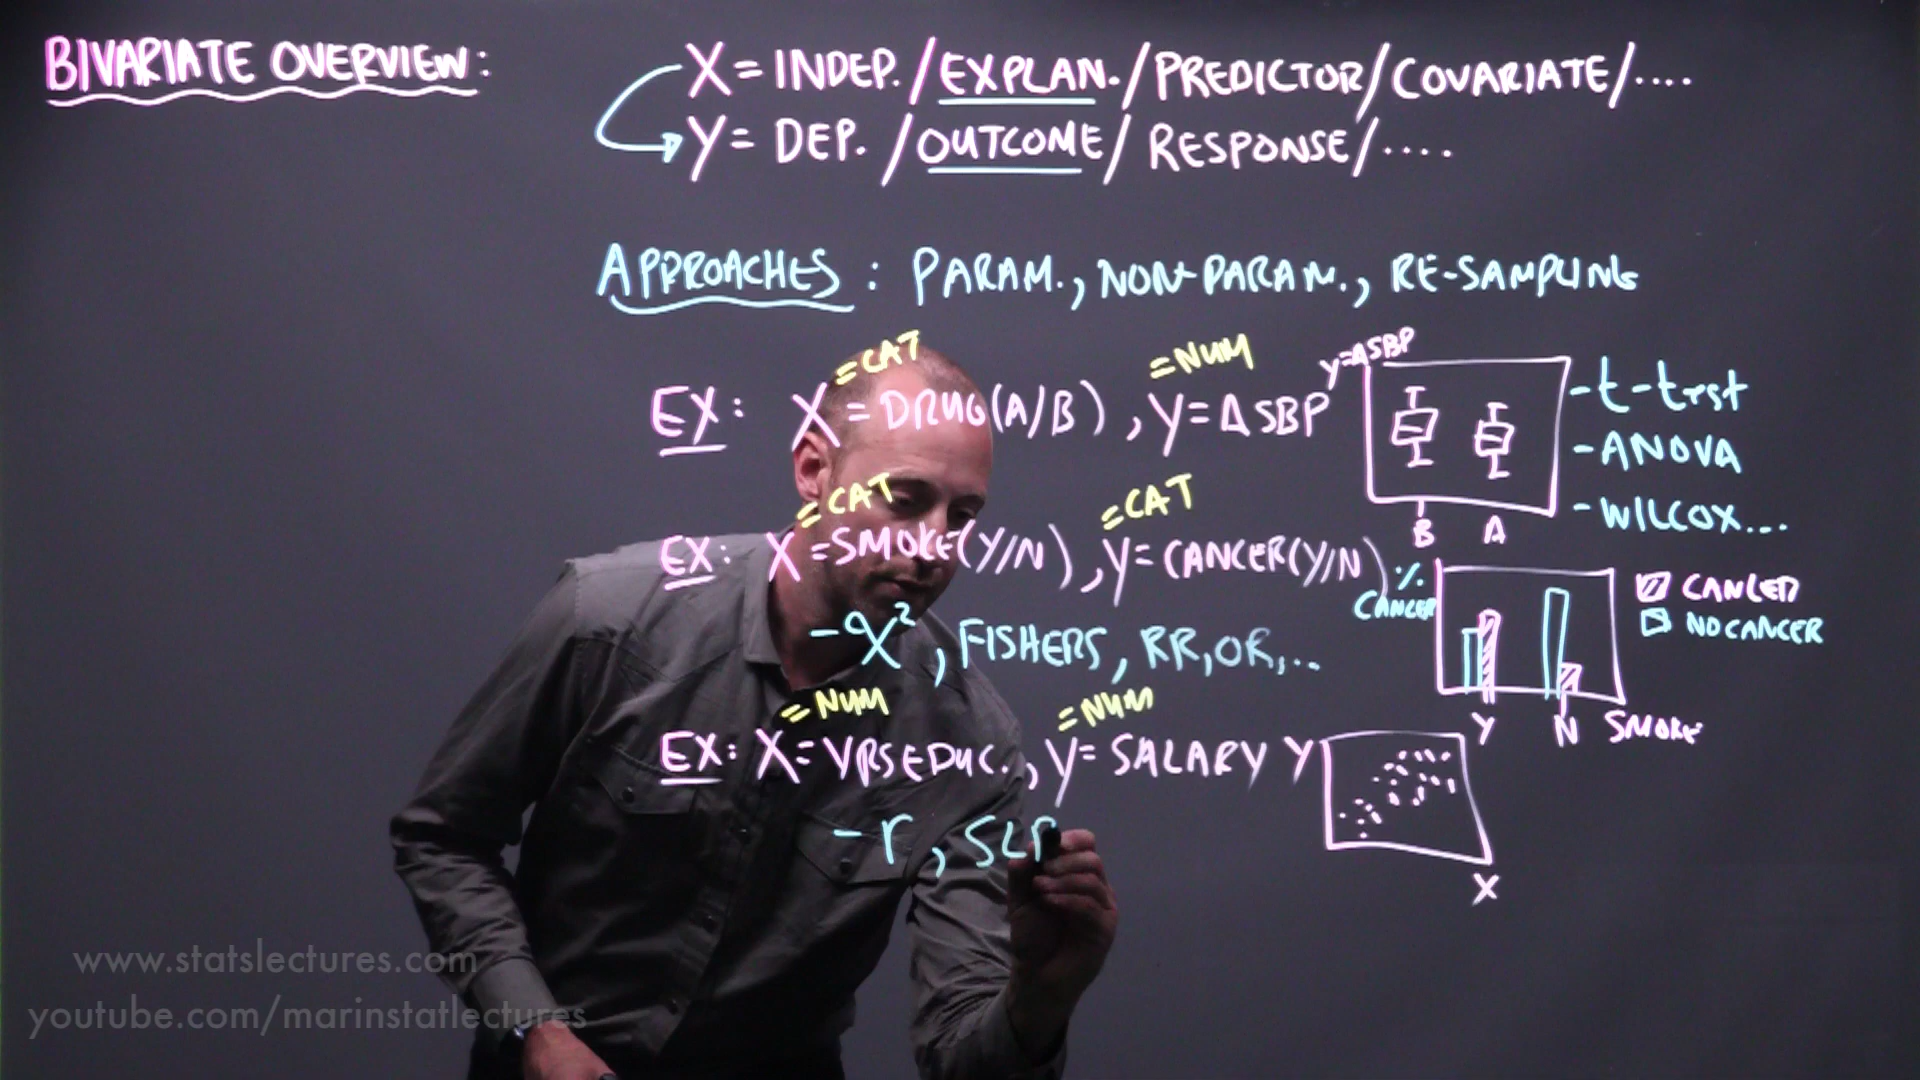 BIVARIATE OVERVIEW:
X = INDEP. / EXPLAN. / PREDICTOR / COVARIATE / ....
Y = DEP. / OUTCOME / RESPONSE / ....
APPROACHES : PARAM., NON-PARAM., RE-SAMPLING
=CAT =NUM
EX: X = DRUG(A/B), Y = Δ SBP
Y=ΔSBP
B A
- t-test
- ANOVA
- WILCOX...
=CAT =CAT
EX: X = SMOKE(Y/N), Y = CANCER(Y/N)
% CANCER
Y N SMOKE
CANCER
NO CANCER
- χ², FISHERS, RR, OR, ...
=NUM =NUM
EX: X = YRS EDUC., Y = SALARY
Y
X
- r, SLR
www.statslectures.com
youtube.com/marinstatlectures